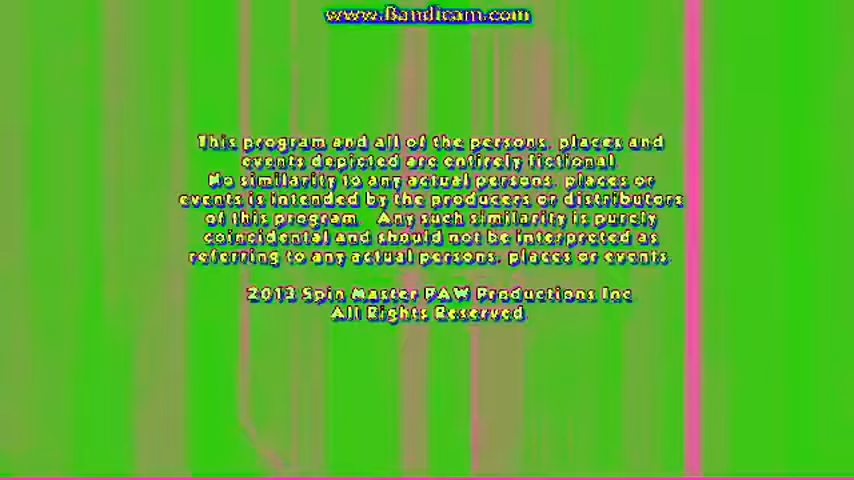 www.Bandicam.com
This program and all of the persons, places and
events depicted are entirely fictional.
No similarity to any actual persons, places or
events is intended by the producers or distributors
of this program. Any such similarity is purely
coincidental and should not be interpreted as
referring to any actual persons, places or events.
2013 Spin Master PAW Productions Inc
All Rights Reserved